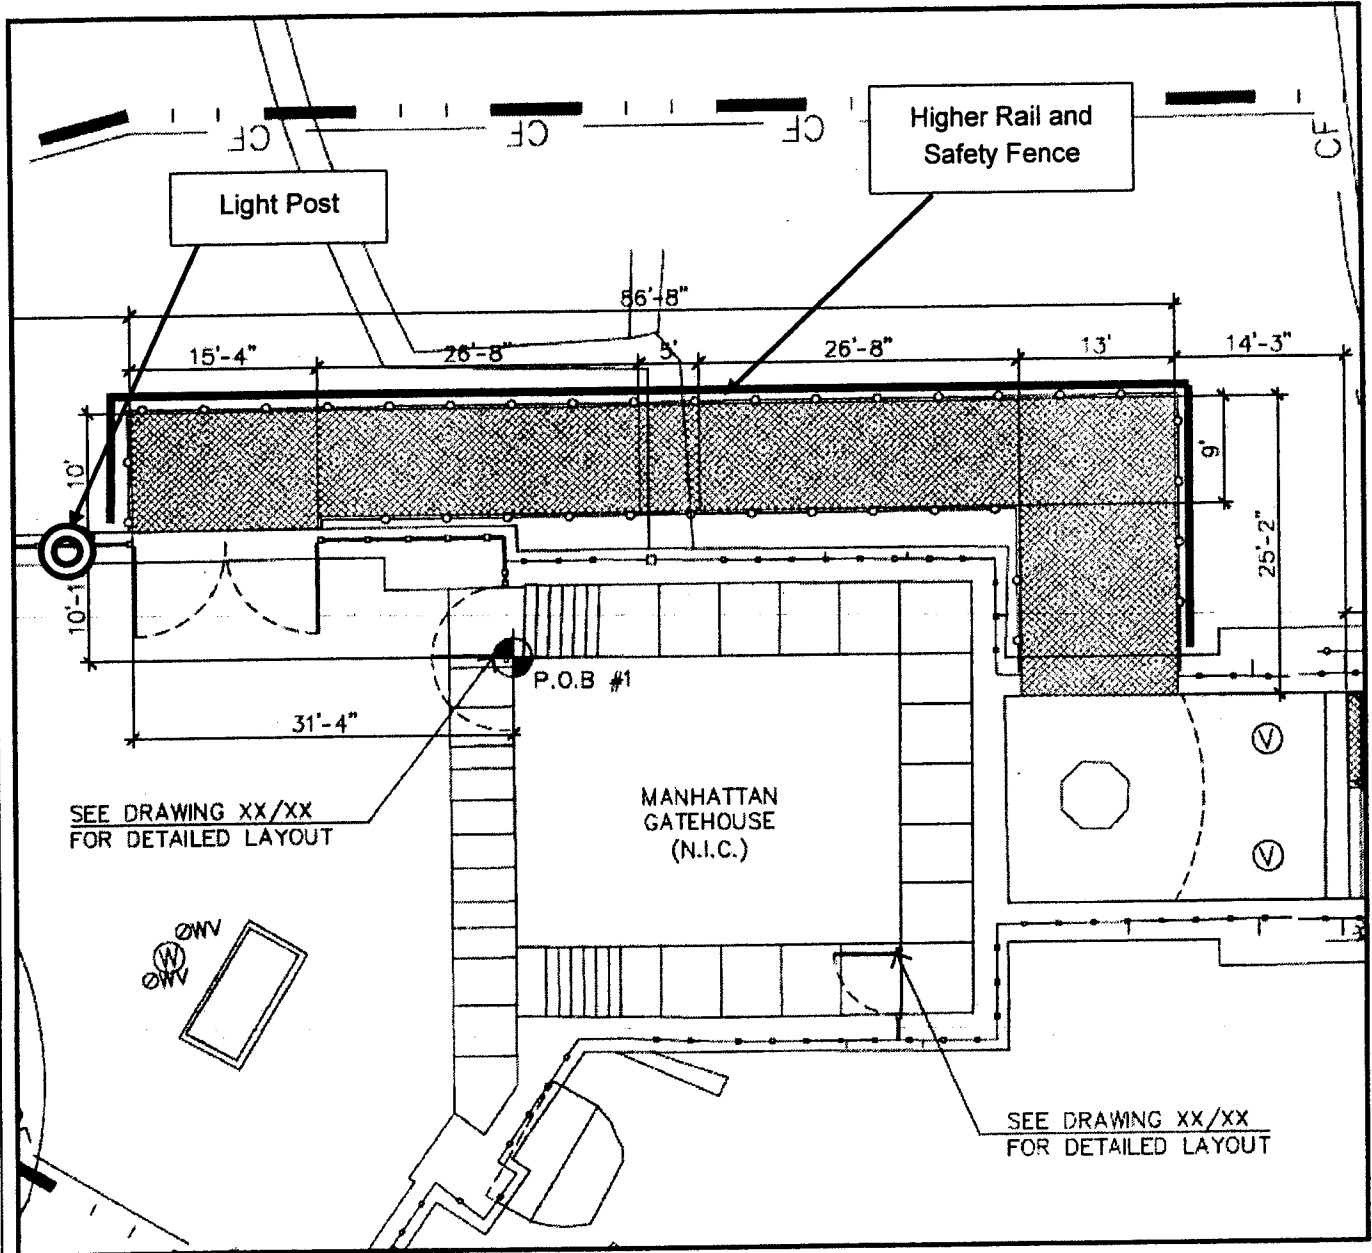 CF
CF
CF
CF
Higher Rail and
Safety Fence
Light Post
86'-8"
15'-4"
26'-8"
5'
26'-8"
13'
14'-3"
10'
9'
25'-2"
10'-1
P.O.B #1
31'-4"
SEE DRAWING XX/XX
FOR DETAILED LAYOUT
MANHATTAN
GATEHOUSE
(N.I.C.)
V
V
ØWV
W
ØWV
SEE DRAWING XX/XX
FOR DETAILED LAYOUT